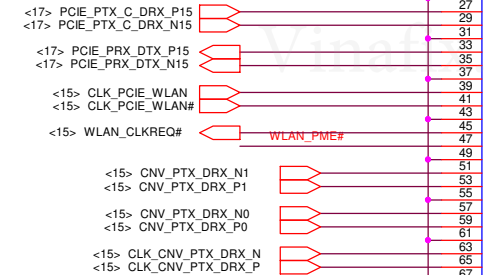 <17> PCIE_PTX_C_DRX_P15 27
<17> PCIE_PTX_C_DRX_N15 29
31
<17> PCIE_PRX_DTX_P15 33
<17> PCIE_PRX_DTX_N15 35
37
<15> CLK_PCIE_WLAN 39
<15> CLK_PCIE_WLAN# 41
43
<15> WLAN_CLKREQ# 45
WLAN_PME# 47
49
<15> CNV_PTX_DRX_N1 51
<15> CNV_PTX_DRX_P1 53
55
<15> CNV_PTX_DRX_N0 57
<15> CNV_PTX_DRX_P0 59
61
<15> CLK_CNV_PTX_DRX_N 63
<15> CLK_CNV_PTX_DRX_P 65
67